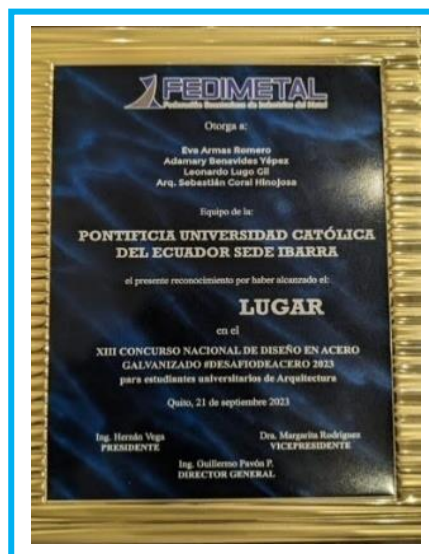 FEDIMETAL
Federación Ecuatoriana de Industrias del Metal
Otorga a:
Eve Armas Romero
Adamary Benavides Yépez
Leonardo Lugo Gil
Arq. Sebastián Coral Hinojosa
Equipo de la:
PONTIFICIA UNIVERSIDAD CATÓLICA
DEL ECUADOR SEDE IBARRA
el presente reconocimiento por haber alcanzado el:
LUGAR
en el
XIII CONCURSO NACIONAL DE DISEÑO EN ACERO
GALVANIZADO #DESAFIODEACERO 2023
para estudiantes universitarios de Arquitectura
Quito, 21 de septiembre 2023
Ing. Hernán Vega
PRESIDENTE
Dra. Margarita Rodríguez
VICEPRESIDENTE
Ing. Guillermo Pavón P.
DIRECTOR GENERAL